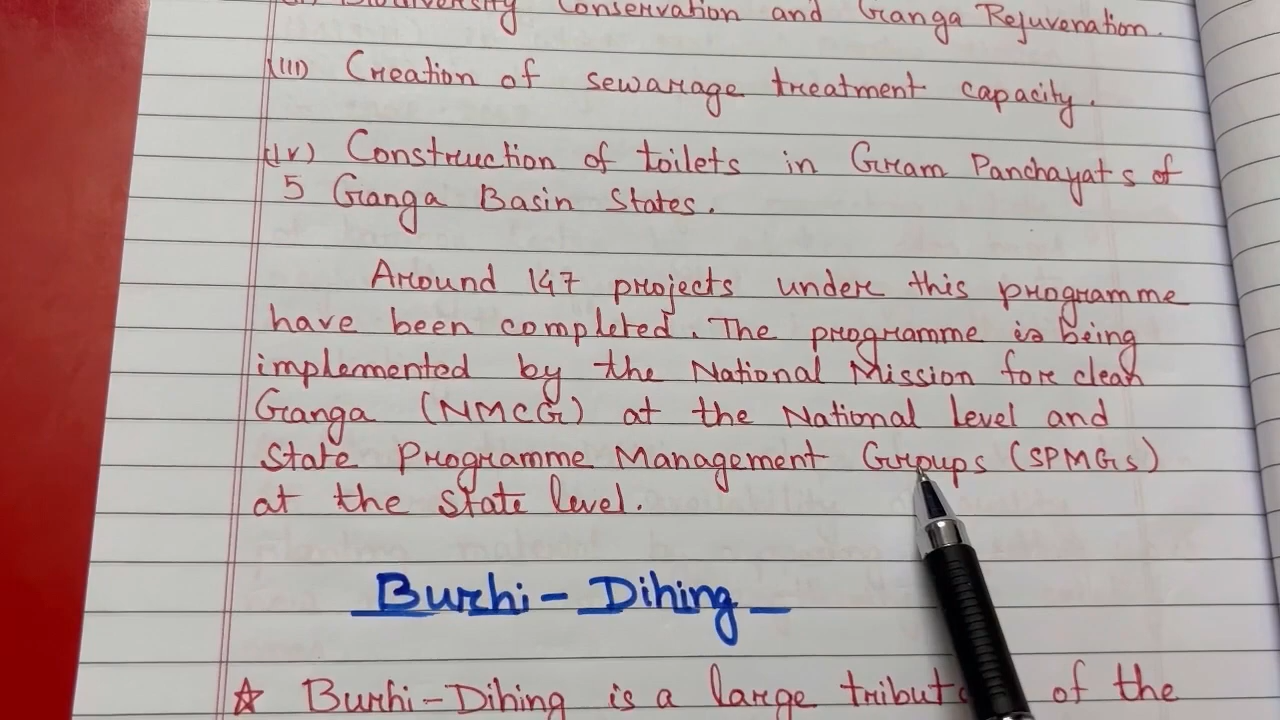 (ii) Biodiversity Conservation and Ganga Rejuvenation.
(iii) Creation of sewarage treatment capacity.
(iv) Construction of toilets in Gram Panchayats of
5 Ganga Basin States.
Around 147 projects under this programme
have been completed. The programme is being
implemented by the National Mission for clean
Ganga (NMCG) at the National level and
State Programme Management Groups (SPMGs)
at the state level.
Burhi - Dihing
☆ Burhi-Dihing is a large of the